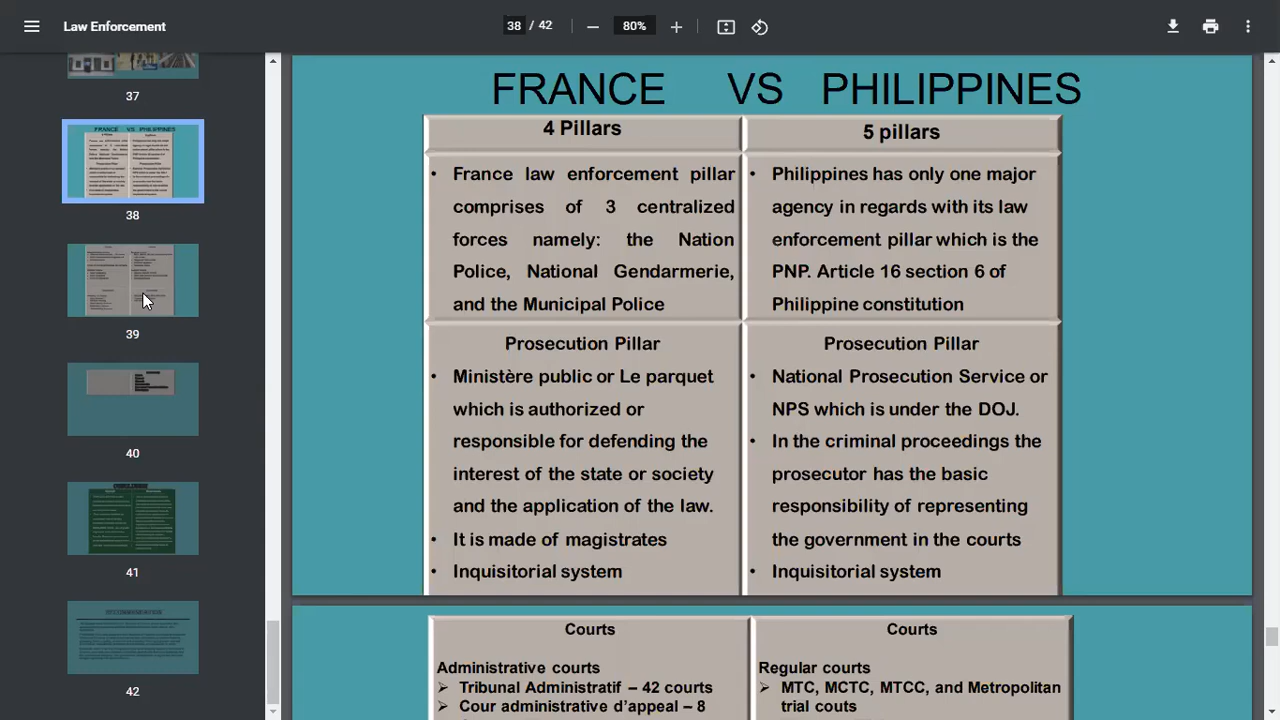 Law Enforcement
38 / 42
80%
37
38
39
40
41
42
FRANCE VS PHILIPPINES
4 Pillars
5 pillars
• France law enforcement pillar
comprises of 3 centralized
forces namely: the Nation
Police, National Gendarmerie,
and the Municipal Police
• Philippines has only one major
agency in regards with its law
enforcement pillar which is the
PNP. Article 16 section 6 of
Philippine constitution
Prosecution Pillar
• Ministère public or Le parquet
which is authorized or
responsible for defending the
interest of the state or society
and the application of the law.
• It is made of magistrates
• Inquisitorial system
Prosecution Pillar
• National Prosecution Service or
NPS which is under the DOJ.
• In the criminal proceedings the
prosecutor has the basic
responsibility of representing
the government in the courts
• Inquisitorial system
Courts
Administrative courts
➢ Tribunal Administratif – 42 courts
➢ Cour administrative d'appeal – 8
Courts
Regular courts
➢ MTC, MCTC, MTCC, and Metropolitan
trial couts